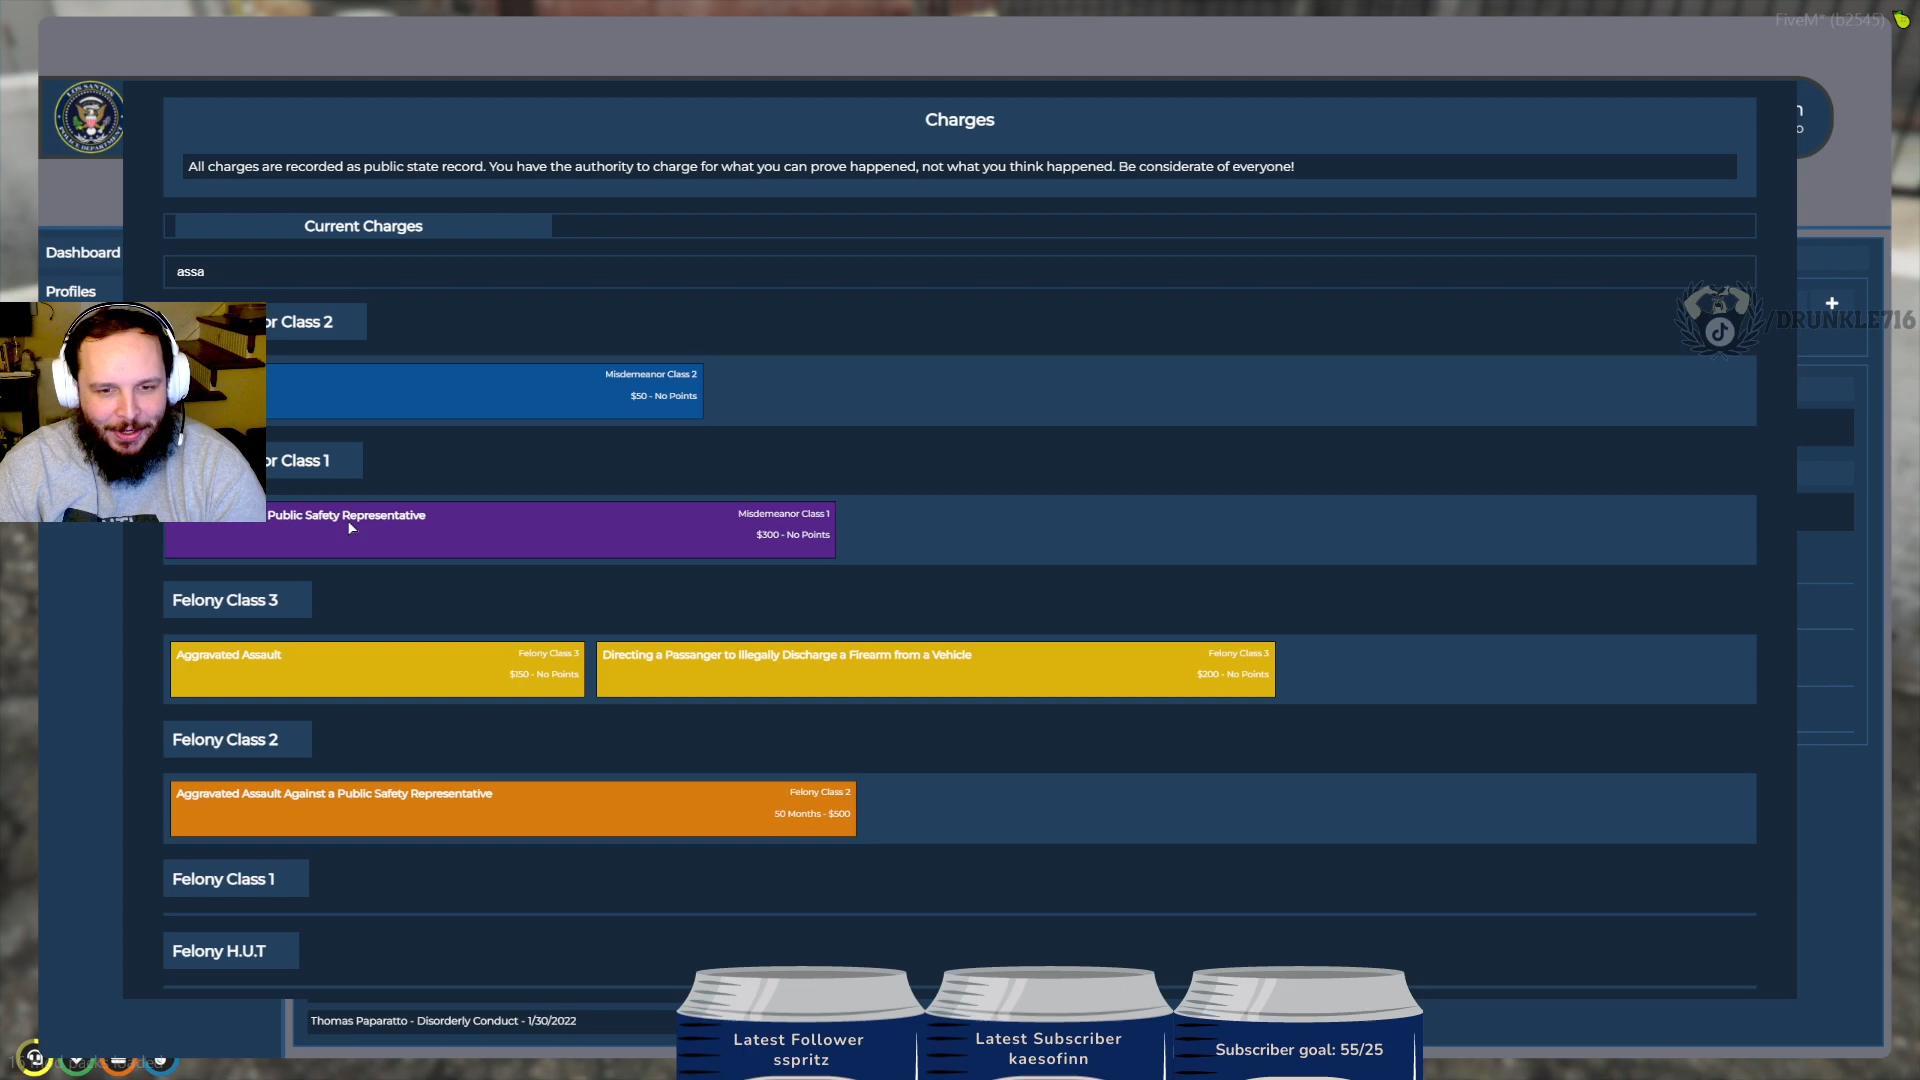 FiveM* (b2545)
LOS SANTOS
POLICE DEPARTMENT
Charges
All charges are recorded as public state record. You have the authority to charge for what you can prove happened, not what you think happened. Be considerate of everyone!
Current Charges
Dashboard
assa
Profiles
/DRUNKLE716
or Class 2
Misdemeanor Class 2
$50 - No Points
or Class 1
Public Safety Representative
Misdemeanor Class 1
$300 - No Points
Felony Class 3
Aggravated Assault
Felony Class 3
$150 - No Points
Directing a Passanger to Illegally Discharge a Firearm from a Vehicle
Felony Class 3
$200 - No Points
Felony Class 2
Aggravated Assault Against a Public Safety Representative
Felony Class 2
50 Months - $500
Felony Class 1
Felony H.U.T
Thomas Paparatto - Disorderly Conduct - 1/30/2022
Latest Follower
sspritz
Latest Subscriber
kaesofinn
Subscriber goal: 55/25